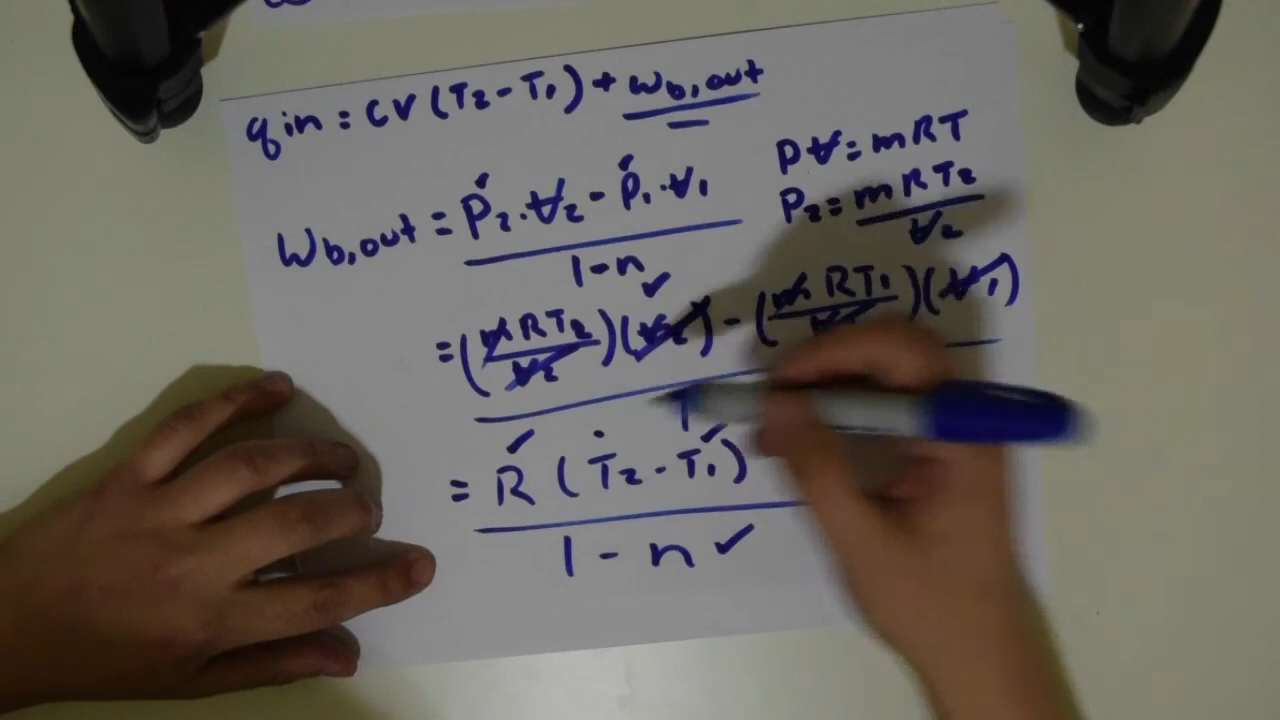 qin = CV (T2 - T1) + Wb,out
PV = mRT
P2 = mRT2
V2
Wb,out = P2 · V2 - P1 · V1
1 - n ✓
= (mRT2 / V2)(V2) - (mRT1 / V1)(V1)
1
= R (T2 - T1)
1 - n ✓